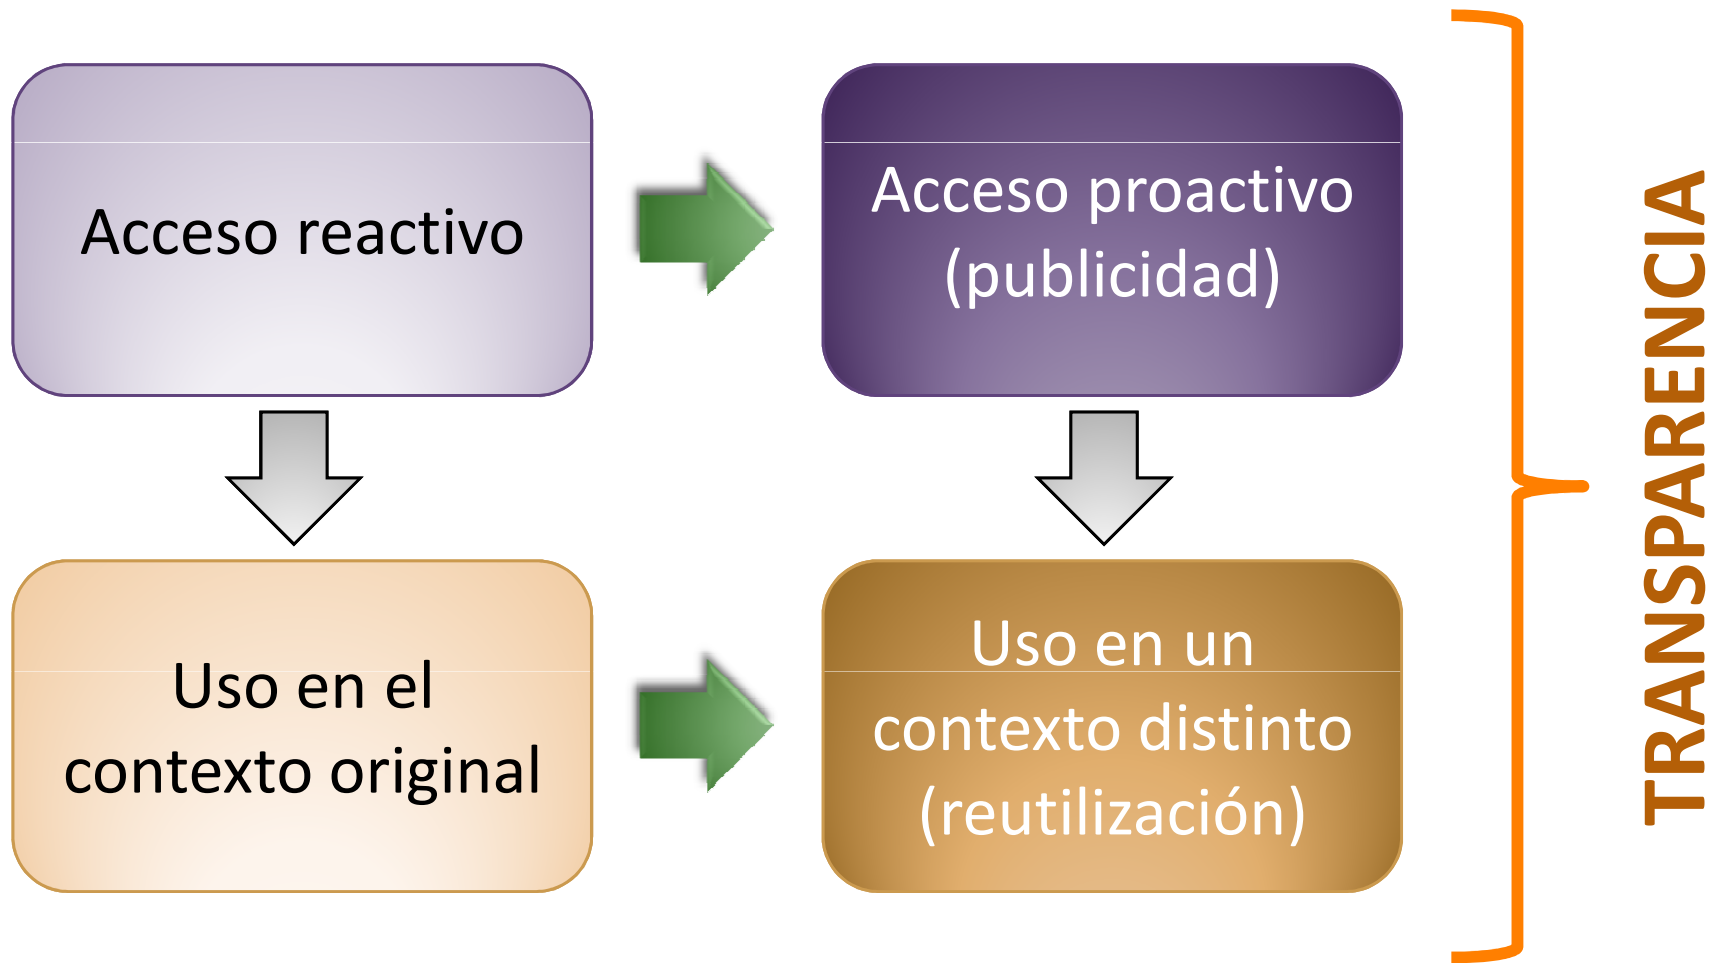 Acceso reactivo
Acceso proactivo
(publicidad)
Uso en el
contexto original
Uso en un
contexto distinto
(reutilización)
TRANSPARENCIA